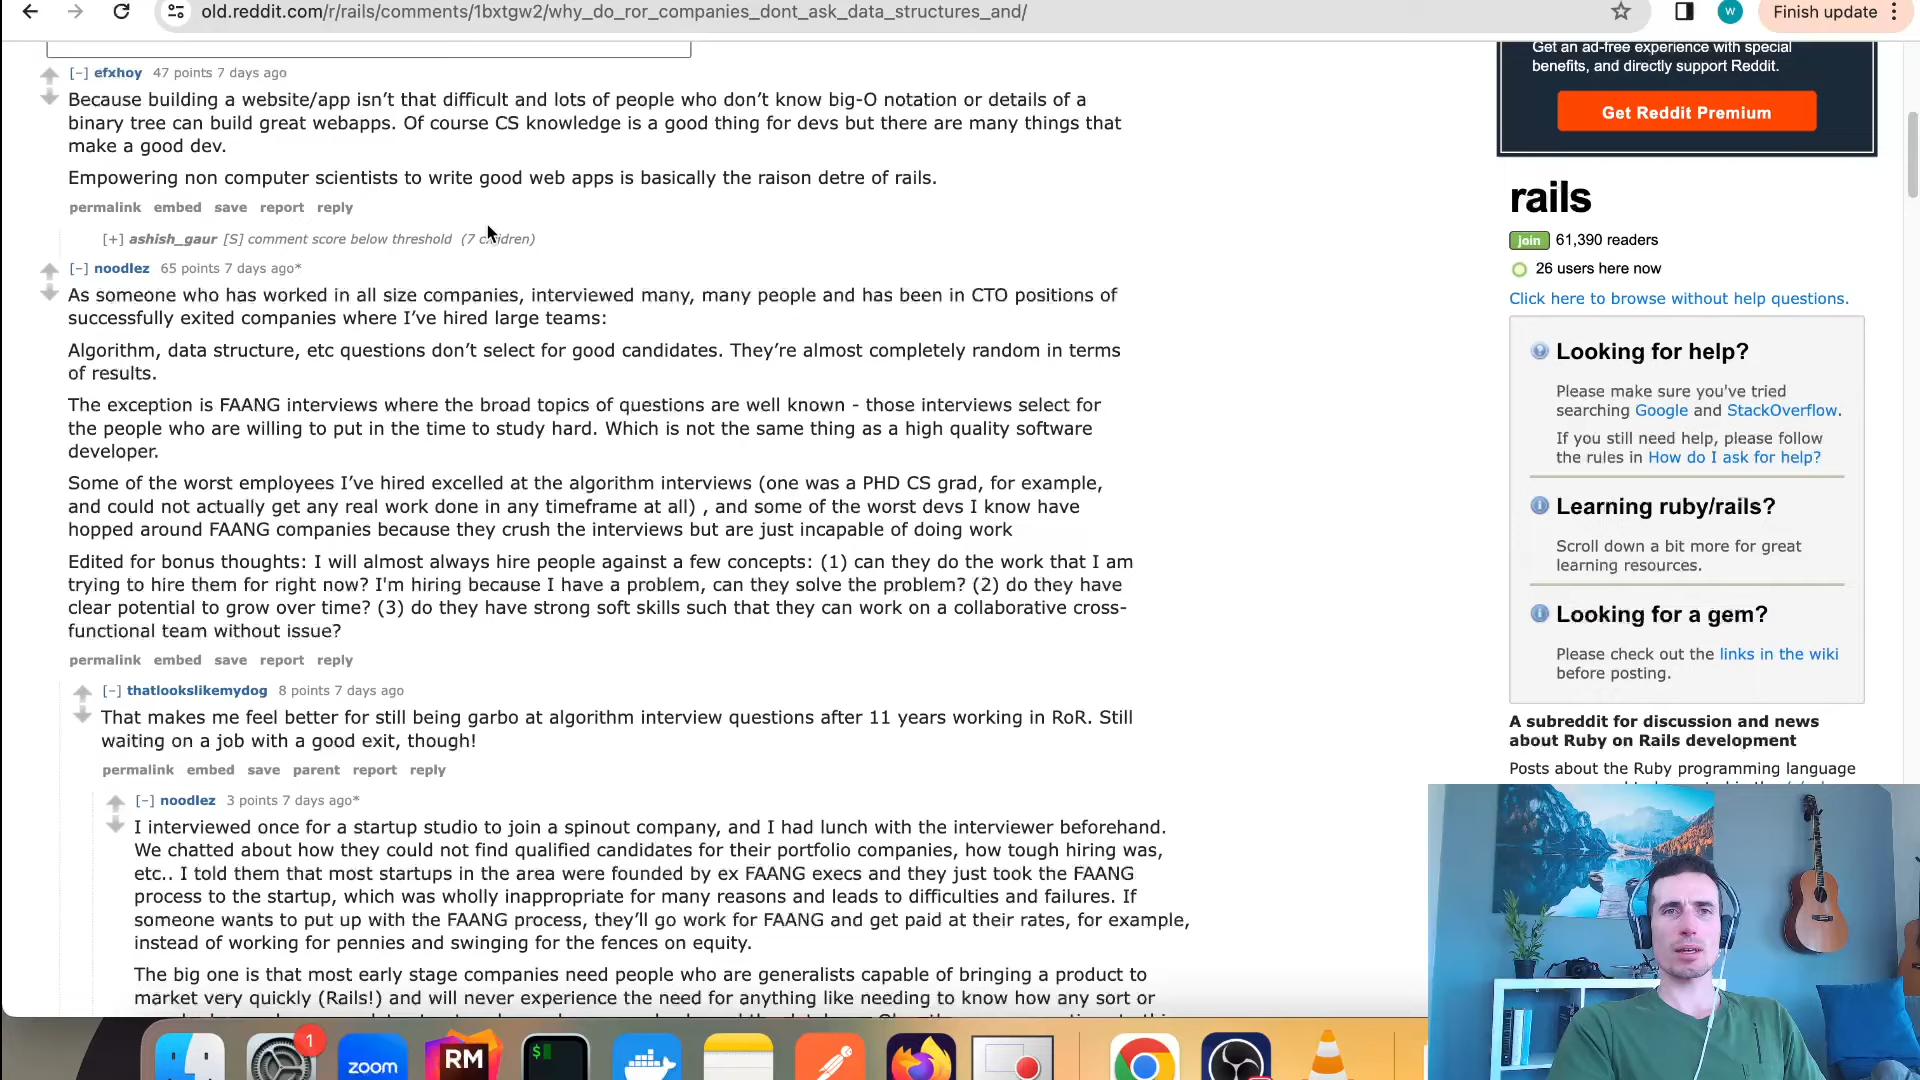 old.reddit.com/r/rails/comments/1bxtgw2/why_do_ror_companies_dont_ask_data_structures_and/
W
Finish update
[–] efxhoy 47 points 7 days ago
Because building a website/app isn't that difficult and lots of people who don't know big-O notation or details of a
binary tree can build great webapps. Of course CS knowledge is a good thing for devs but there are many things that
make a good dev.
Empowering non computer scientists to write good web apps is basically the raison detre of rails.
permalink embed save report reply
[+] ashish_gaur [S] comment score below threshold (7 children)
[–] noodlez 65 points 7 days ago*
As someone who has worked in all size companies, interviewed many, many people and has been in CTO positions of
successfully exited companies where I've hired large teams:
Algorithm, data structure, etc questions don't select for good candidates. They're almost completely random in terms
of results.
The exception is FAANG interviews where the broad topics of questions are well known - those interviews select for
the people who are willing to put in the time to study hard. Which is not the same thing as a high quality software
developer.
Some of the worst employees I've hired excelled at the algorithm interviews (one was a PHD CS grad, for example,
and could not actually get any real work done in any timeframe at all) , and some of the worst devs I know have
hopped around FAANG companies because they crush the interviews but are just incapable of doing work
Edited for bonus thoughts: I will almost always hire people against a few concepts: (1) can they do the work that I am
trying to hire them for right now? I'm hiring because I have a problem, can they solve the problem? (2) do they have
clear potential to grow over time? (3) do they have strong soft skills such that they can work on a collaborative cross-
functional team without issue?
permalink embed save report reply
[–] thatlookslikemydog 8 points 7 days ago
That makes me feel better for still being garbo at algorithm interview questions after 11 years working in RoR. Still
waiting on a job with a good exit, though!
permalink embed save parent report reply
[–] noodlez 3 points 7 days ago*
I interviewed once for a startup studio to join a spinout company, and I had lunch with the interviewer beforehand.
We chatted about how they could not find qualified candidates for their portfolio companies, how tough hiring was,
etc.. I told them that most startups in the area were founded by ex FAANG execs and they just took the FAANG
process to the startup, which was wholly inappropriate for many reasons and leads to difficulties and failures. If
someone wants to put up with the FAANG process, they'll go work for FAANG and get paid at their rates, for example,
instead of working for pennies and swinging for the fences on equity.
The big one is that most early stage companies need people who are generalists capable of bringing a product to
market very quickly (Rails!) and will never experience the need for anything like needing to know how any sort or
Get an ad-free experience with special
benefits, and directly support Reddit.
Get Reddit Premium
rails
join 61,390 readers
26 users here now
Click here to browse without help questions.
Looking for help?
Please make sure you've tried
searching Google and StackOverflow.
If you still need help, please follow
the rules in How do I ask for help?
Learning ruby/rails?
Scroll down a bit more for great
learning resources.
Looking for a gem?
Please check out the links in the wiki
before posting.
A subreddit for discussion and news
about Ruby on Rails development
Posts about the Ruby programming language
1
zoom
RM
$